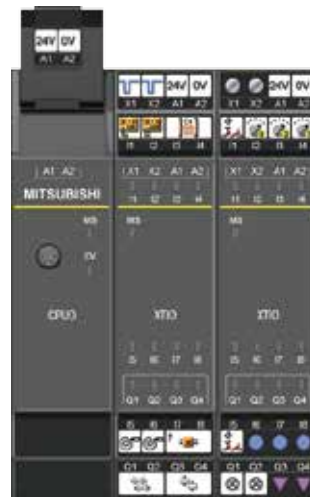 24V 0V
A1 A2
24V 0V
24V 0V
X1 X2 A1 A2
X1 X2 A1 A2
I1 I2 I3 I4
I1 I2 I3 I4
A1 A2
X1 X2 A1 A2
X1 X2 A1 A2
MITSUBISHI
I1 I2 I3 I4
I1 I2 I3 I4
MS
MS
MS
CV
CPU0
XTIO
XTIO
I5 I6 I7 I8
I5 I6 I7 I8
Q1 Q2 Q3 Q4
Q1 Q2 Q3 Q4
I5 I6 I7 I8
I5 I6 I7 I8
Q1 Q2 Q3 Q4
Q1 Q2 Q3 Q4